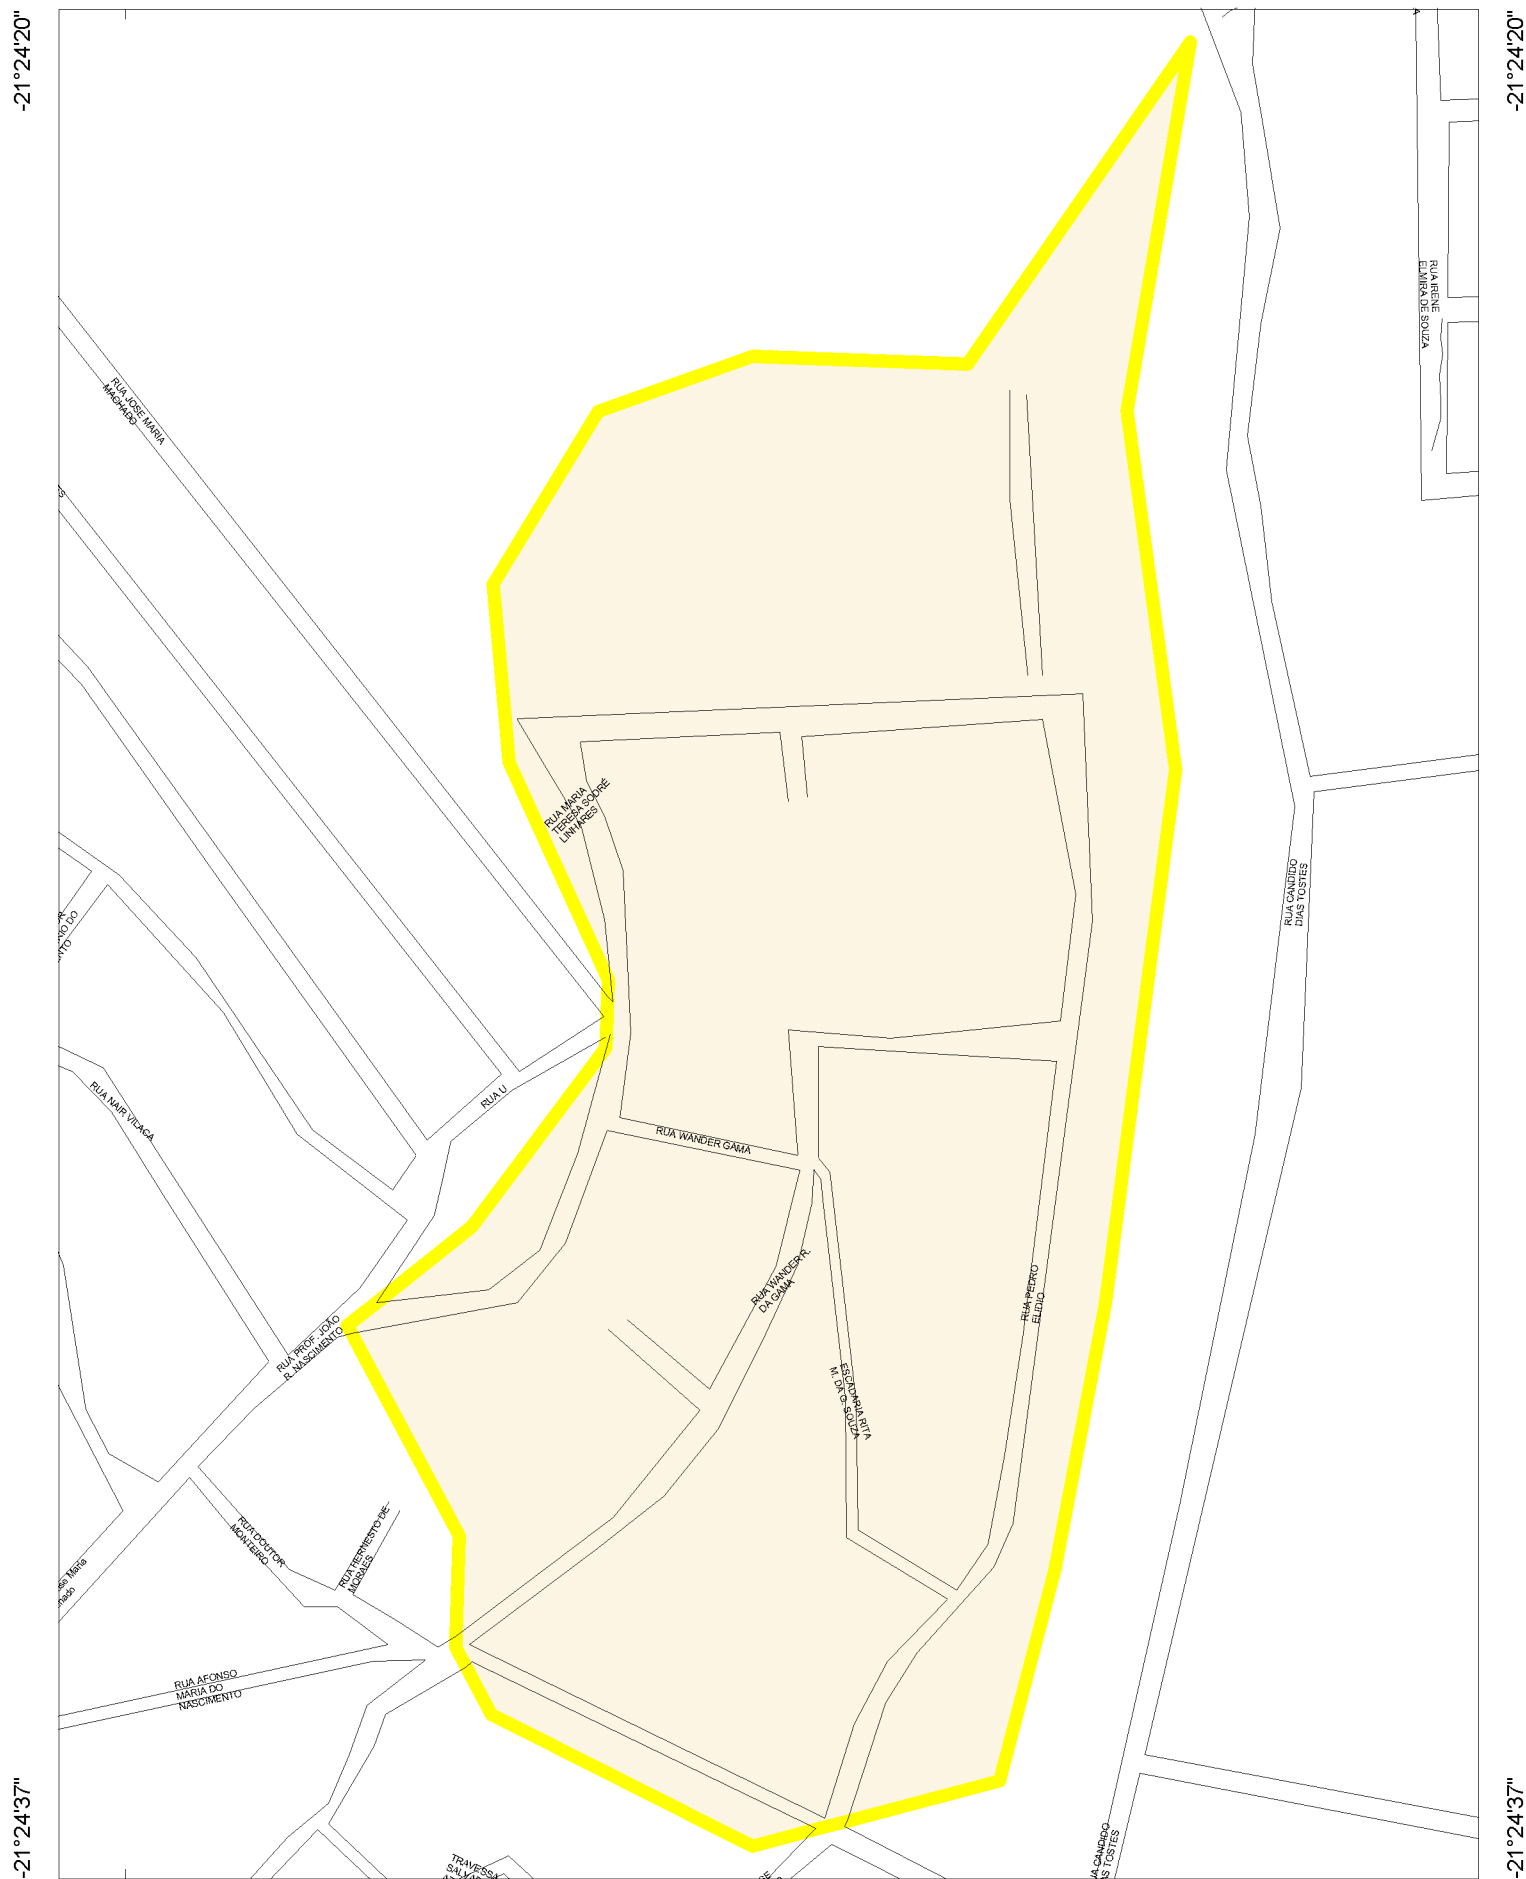 -21°24'20"
-21°24'20"
RUA IRENE
ELMIRA DE SOUZA
RUA JOSE MARIA
MACHADO
RUA MARIA
TERESA SODRÉ
LINHARES
RUA CANDIDO
DIAS TOSTES
RUA U
RUA NAIR VILACA
RUA WANDER GAMA
RUA WANDER R.
DA GAMA
RUA PEDRO
ELIDIO
RUA PROF. JOÃO
R. NASCIMENTO
ESCADARIA RITA
M. DA G. SOUZA
RUA DOUTOR
MONTEIRO
RUA HERNESTO DE
MORAES
RUA AFONSO
MARIA DO
NASCIMENTO
-21°24'37"
-21°24'37"
TRAVESSA